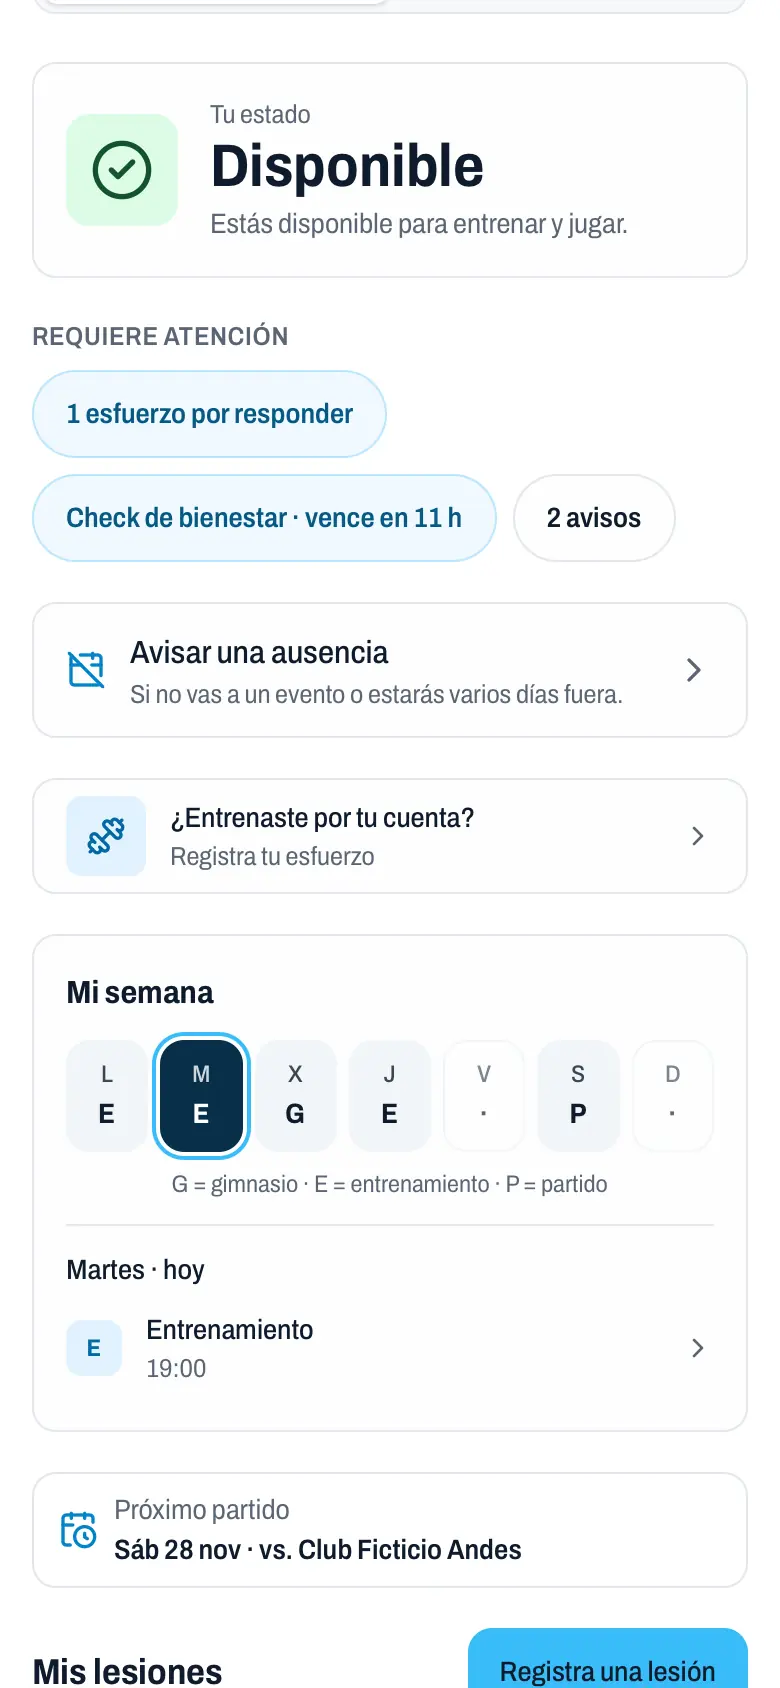 Tu estado
Disponible
Estás disponible para entrenar y jugar.
REQUIERE ATENCIÓN
1 esfuerzo por responder
Check de bienestar · vence en 11 h
2 avisos
Avisar una ausencia
Si no vas a un evento o estarás varios días fuera.
¿Entrenaste por tu cuenta?
Registra tu esfuerzo
Mi semana
L M X J V S D
E E G E · P ·
G = gimnasio · E = entrenamiento · P = partido
Martes · hoy
E
Entrenamiento
19:00
Próximo partido
Sáb 28 nov · vs. Club Ficticio Andes
Mis lesiones
Registra una lesión